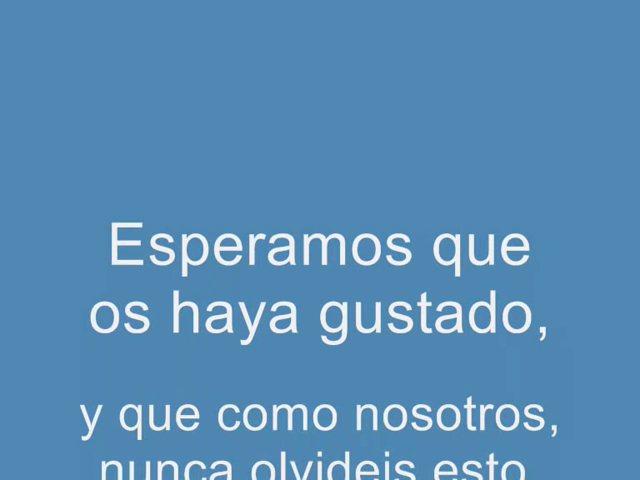 Esperamos que
os haya gustado,
y que como nosotros,
nunca olvideis esto